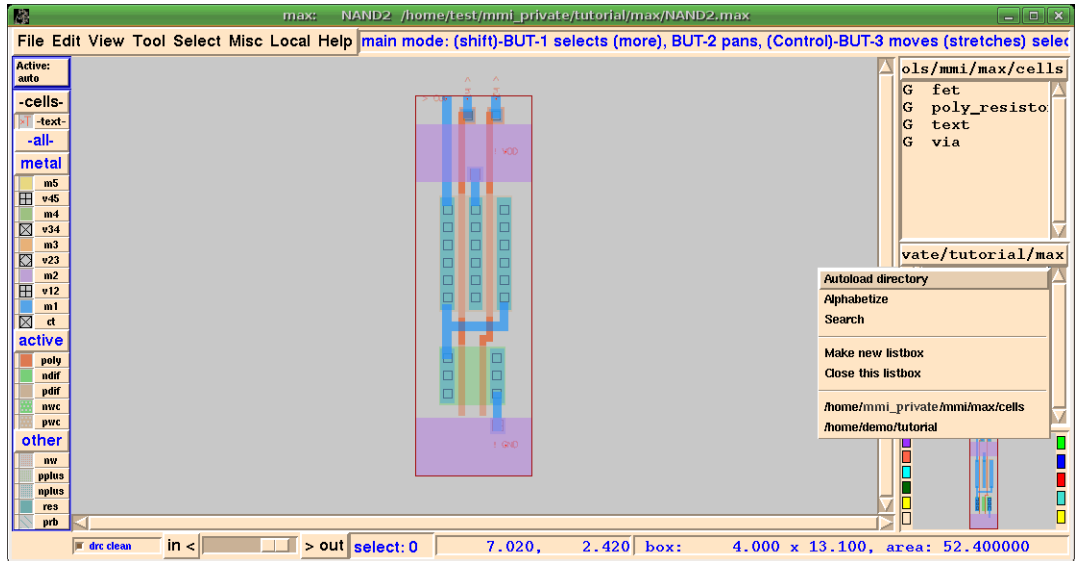 max: NAND2 /home/test/mmi_private/tutorial/max/NAND2.max
File Edit View Tool Select Misc Local Help
main mode: (shift)-BUT-1 selects (more), BUT-2 pans, (Control)-BUT-3 moves (stretches) selec
Active:
auto
-cells-
-text-
-all-
metal
m5
v45
m4
v34
m3
v23
m2
v12
m1
ct
active
poly
ndif
pdif
nwc
pwc
other
nw
pplus
nplus
res
prb
VDD
GND
ols/mmi/max/cells
G fet
G poly_resisto
G text
G via
vate/tutorial/max
Autoload directory
Alphabetize
Search
Make new listbox
Close this listbox
/home/mmi_private/mmi/max/cells
/home/demo/tutorial
drc clean
in <
> out
select: 0
7.020, 2.420
box: 4.000 x 13.100, area: 52.400000